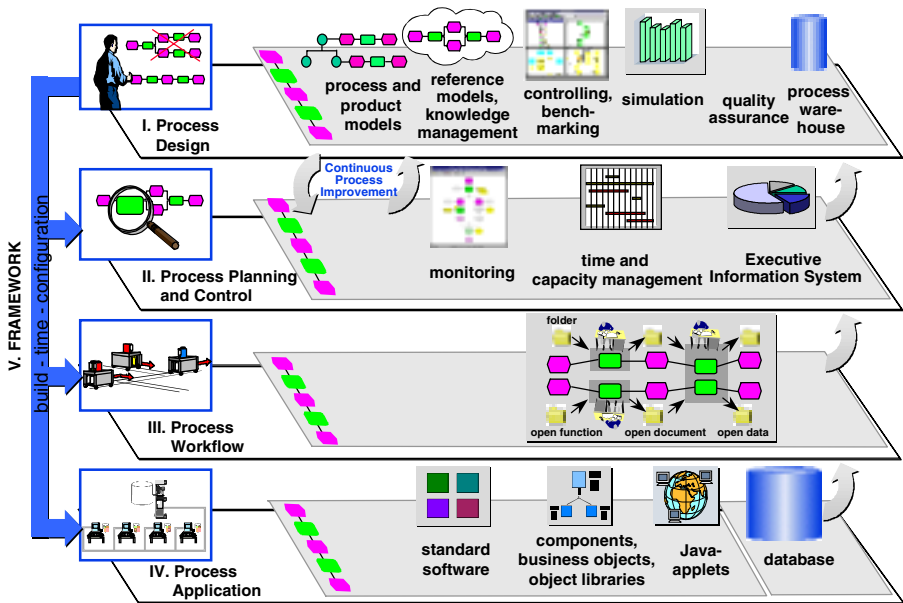 V. FRAMEWORK
build - time - configuration
I. Process
Design
process and
product
models
reference
models,
knowledge
management
controlling,
bench-
marking
simulation
quality
assurance
process
ware-
house
Continuous
Process
Improvement
II. Process Planning
and Control
monitoring
time and
capacity management
Executive
Information System
III. Process
Workflow
folder
open function
open document
open data
IV. Process
Application
standard
software
components,
business objects,
object libraries
Java-
applets
database